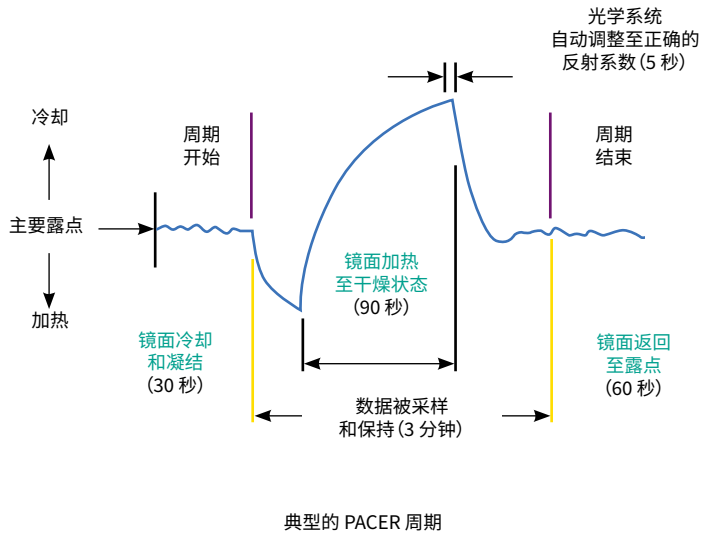 光学系统
自动调整至正确的
反射系数(5 秒)
冷却
周期
开始
周期
结束
主要露点
镜面加热
至干燥状态
(90 秒)
加热
镜面冷却
和凝结
(30 秒)
镜面返回
至露点
(60 秒)
数据被采样
和保持(3 分钟)
典型的 PACER 周期